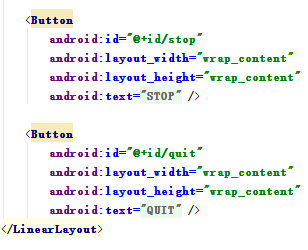 <Button
android:id="@+id/stop"
android:layout_width="wrap_content"
android:layout_height="wrap_content"
android:text="STOP" />
<Button
android:id="@+id/quit"
android:layout_width="wrap_content"
android:layout_height="wrap_content"
android:text="QUIT" />
</LinearLayout>